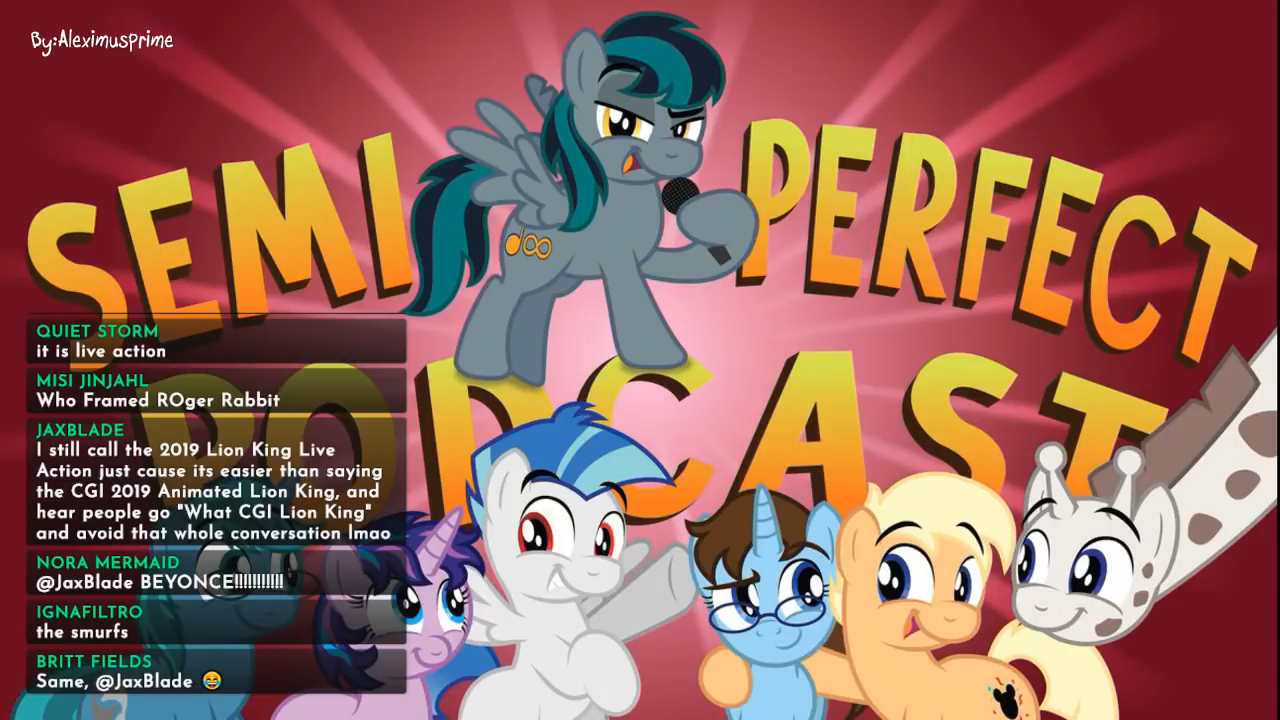 By:AleximusPrime
SEMI PERFECT
PODCAST
QUIET STORM
it is live action
MISI JINJAHL
Who Framed ROger Rabbit
JAXBLADE
I still call the 2019 Lion King Live
Action just cause its easier than saying
the CGI 2019 Animated Lion King, and
hear people go "What CGI Lion King"
and avoid that whole conversation lmao
NORA MERMAID
@JaxBlade BEYONCE!!!!!!!!!!!
IGNAFILTRO
the smurfs
BRITT FIELDS
Same, @JaxBlade 😂